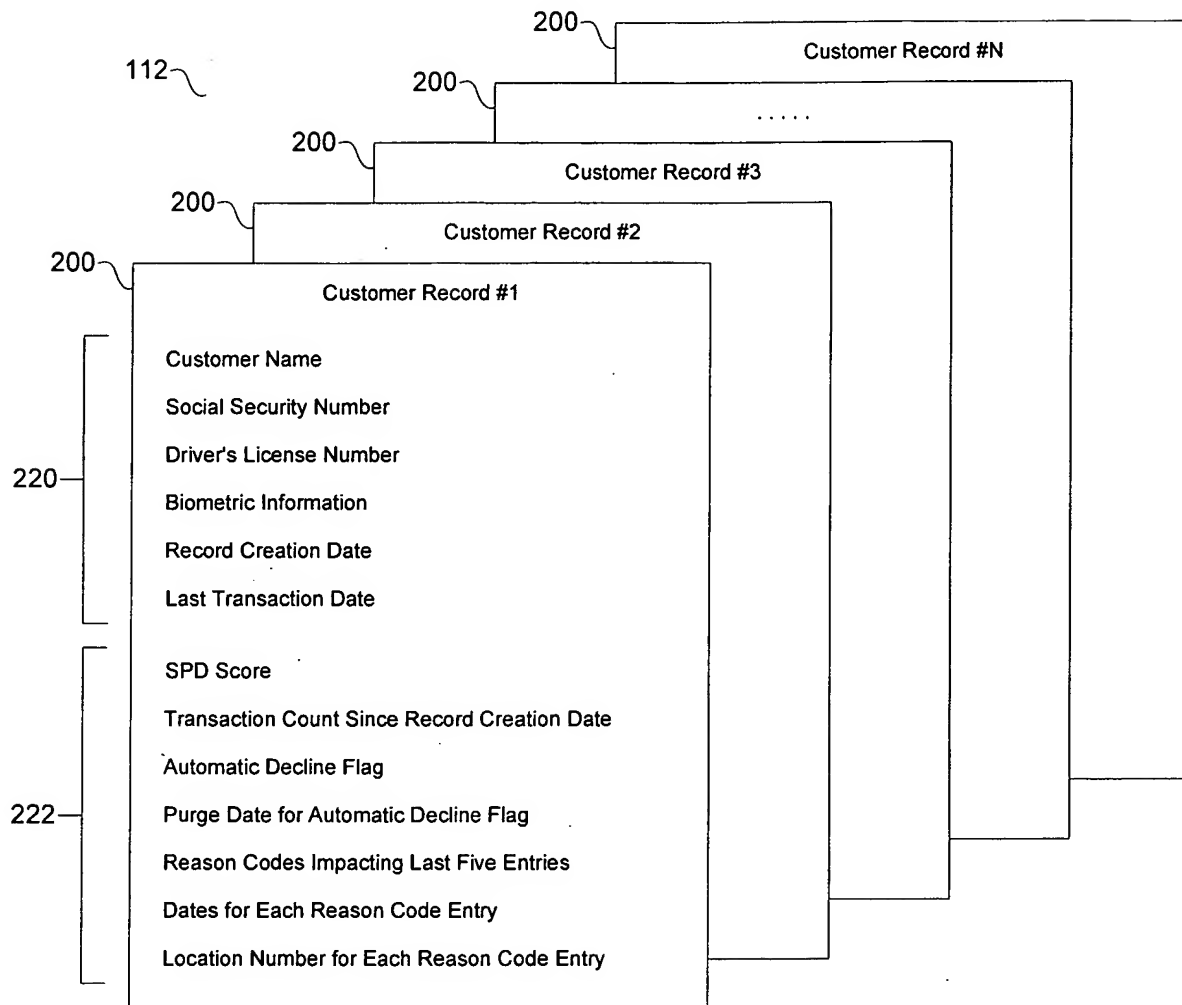 200
Customer Record #N
112
200
.....
200
Customer Record #3
200
Customer Record #2
200
Customer Record #1
220
Customer Name
Social Security Number
Driver's License Number
Biometric Information
Record Creation Date
Last Transaction Date
222
SPD Score
Transaction Count Since Record Creation Date
Automatic Decline Flag
Purge Date for Automatic Decline Flag
Reason Codes Impacting Last Five Entries
Dates for Each Reason Code Entry
Location Number for Each Reason Code Entry